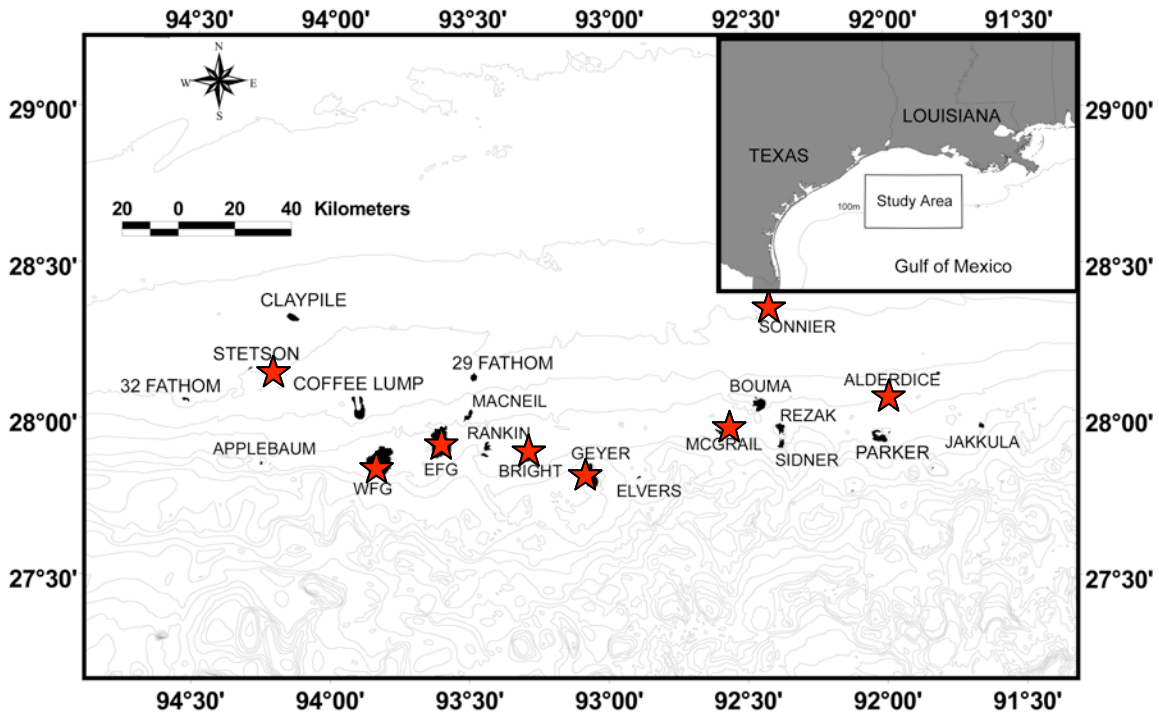 94°30' 94°00' 93°30' 93°00' 92°30' 92°00' 91°30'
N
W E
S
29°00' 29°00'
LOUISIANA
TEXAS
Study Area
100m
Gulf of Mexico
20 0 20 40 Kilometers
28°30' 28°30'
CLAYPILE
SONNIER
STETSON
29 FATHOM
32 FATHOM
COFFEE LUMP
BOUMA
ALDERDICE
MACNEIL
REZAK
28°00' 28°00'
RANKIN
MCGRAIL
JAKKULA
APPLEBAUM
GEYER
PARKER
SIDNER
EFG
BRIGHT
WFG
ELVERS
27°30' 27°30'
94°30' 94°00' 93°30' 93°00' 92°30' 92°00' 91°30'